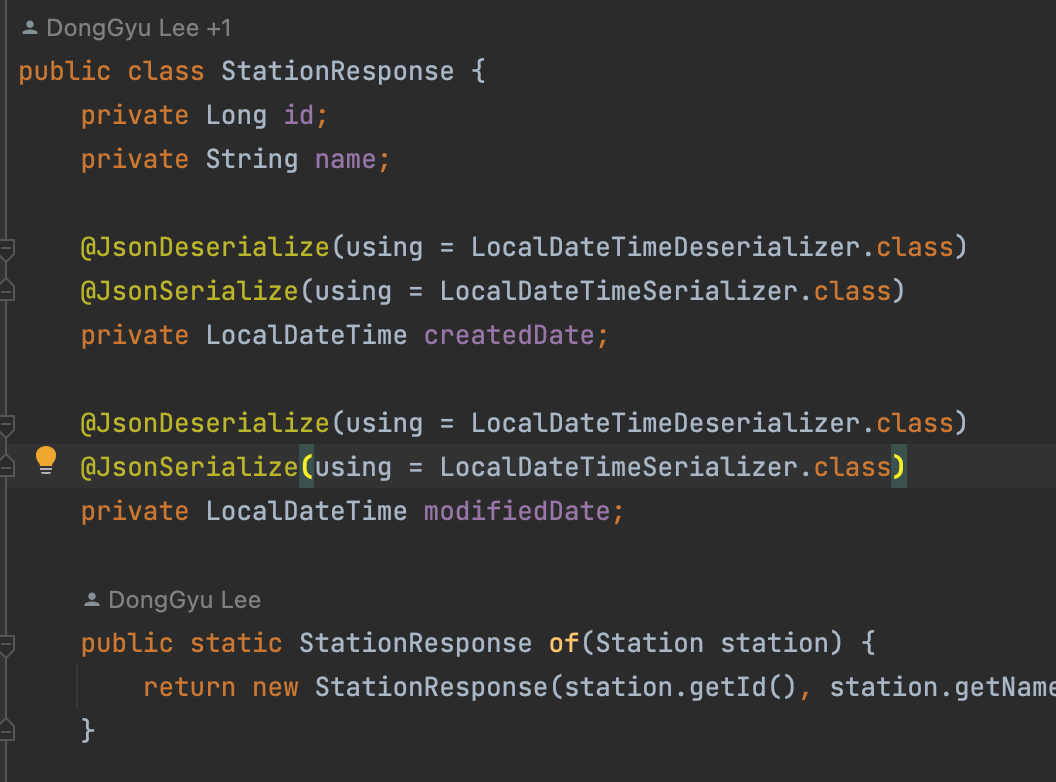 DongGyu Lee +1
public class StationResponse {
private Long id;
private String name;
@JsonDeserialize(using = LocalDateTimeDeserializer.class)
@JsonSerialize(using = LocalDateTimeSerializer.class)
private LocalDateTime createdDate;
@JsonDeserialize(using = LocalDateTimeDeserializer.class)
@JsonSerialize(using = LocalDateTimeSerializer.class)
private LocalDateTime modifiedDate;
DongGyu Lee
public static StationResponse of(Station station) {
return new StationResponse(station.getId(), station.getName
}